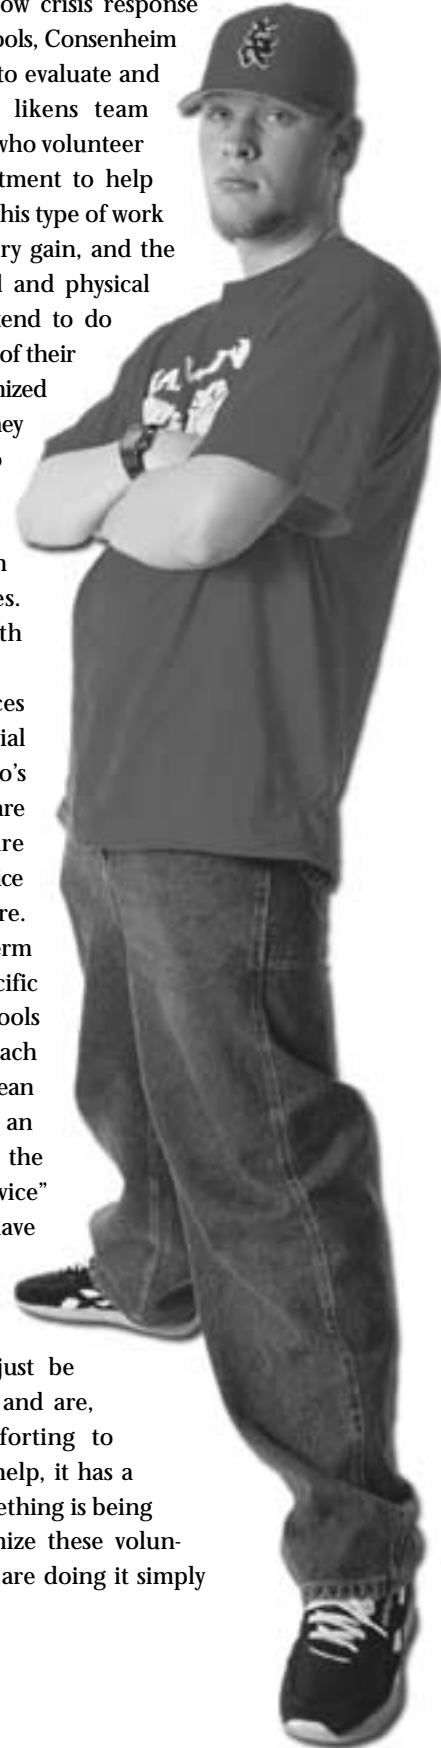 ow crisis response
ools, Consenheim
to evaluate and
likens team
who volunteer
tment to help
his type of work
ry gain, and the
l and physical
tend to do
of their
nized
hey
o
n
es.
th
ces
ial
o’s
are
re
ice
re.
erm
cific
ools
ach
ean
an
the
vice”
ave
just be
and are,
forting to
help, it has a
ething is being
nize these volun-
are doing it simply